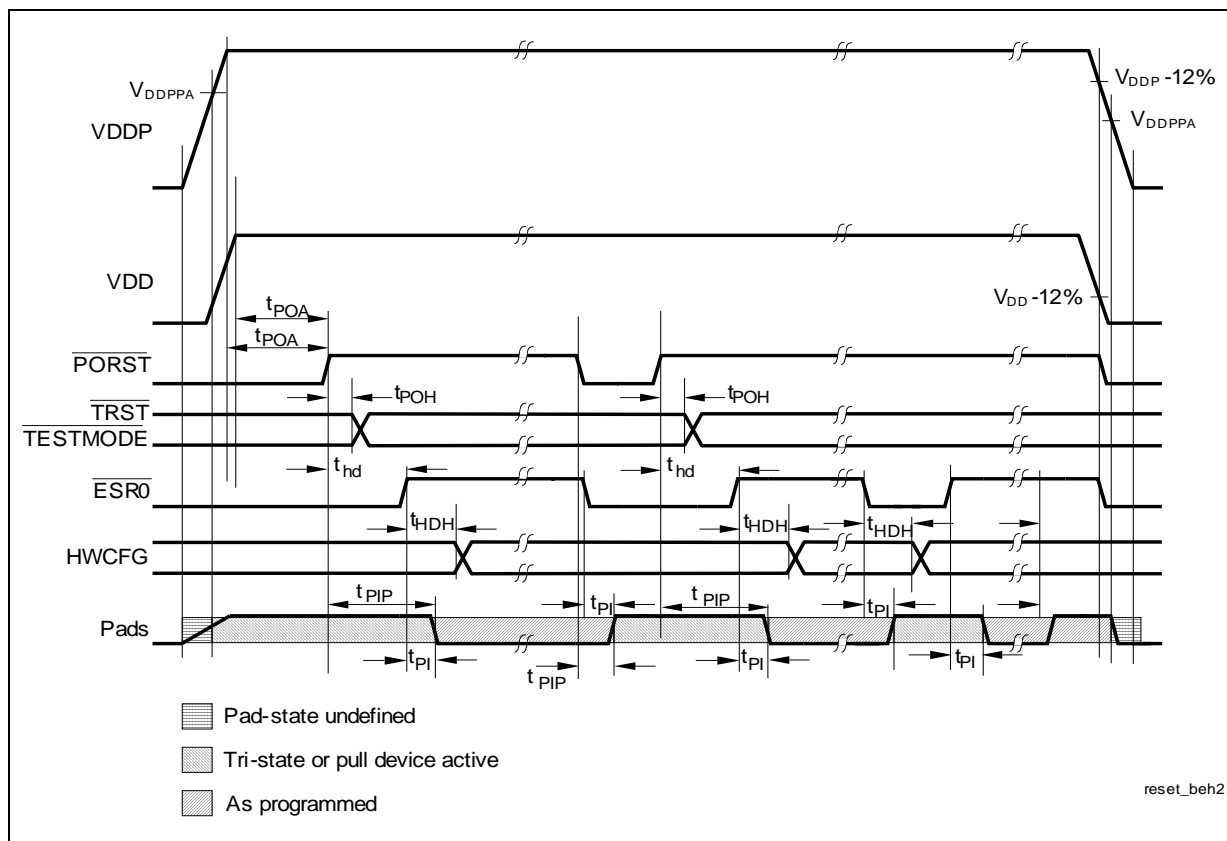 V_DDPPA
VDDP
V_DDP -12%
V_DDPPA
VDD
t_POA
t_POA
V_DD -12%
PORST
t_POH
t_POH
TRST
TESTMODE
t_hd
t_hd
ESR0
t_HDH
t_HDH
t_HDH
HWCFG
t_PIP
t_PI
t_PIP
t_PI
Pads
t_PI
t_PIP
t_PI
t_PI
Pad-state undefined
Tri-state or pull device active
As programmed
reset_beh2